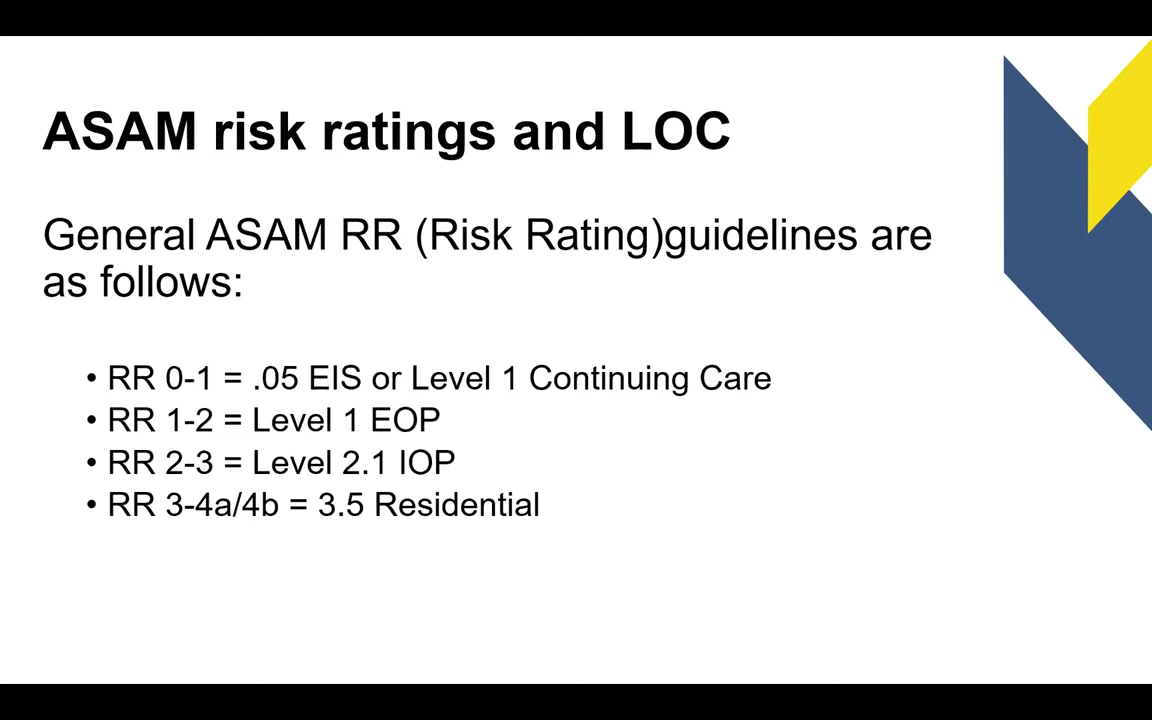 ASAM risk ratings and LOC
General ASAM RR (Risk Rating)guidelines are
as follows:
• RR 0-1 = .05 EIS or Level 1 Continuing Care
• RR 1-2 = Level 1 EOP
• RR 2-3 = Level 2.1 IOP
• RR 3-4a/4b = 3.5 Residential